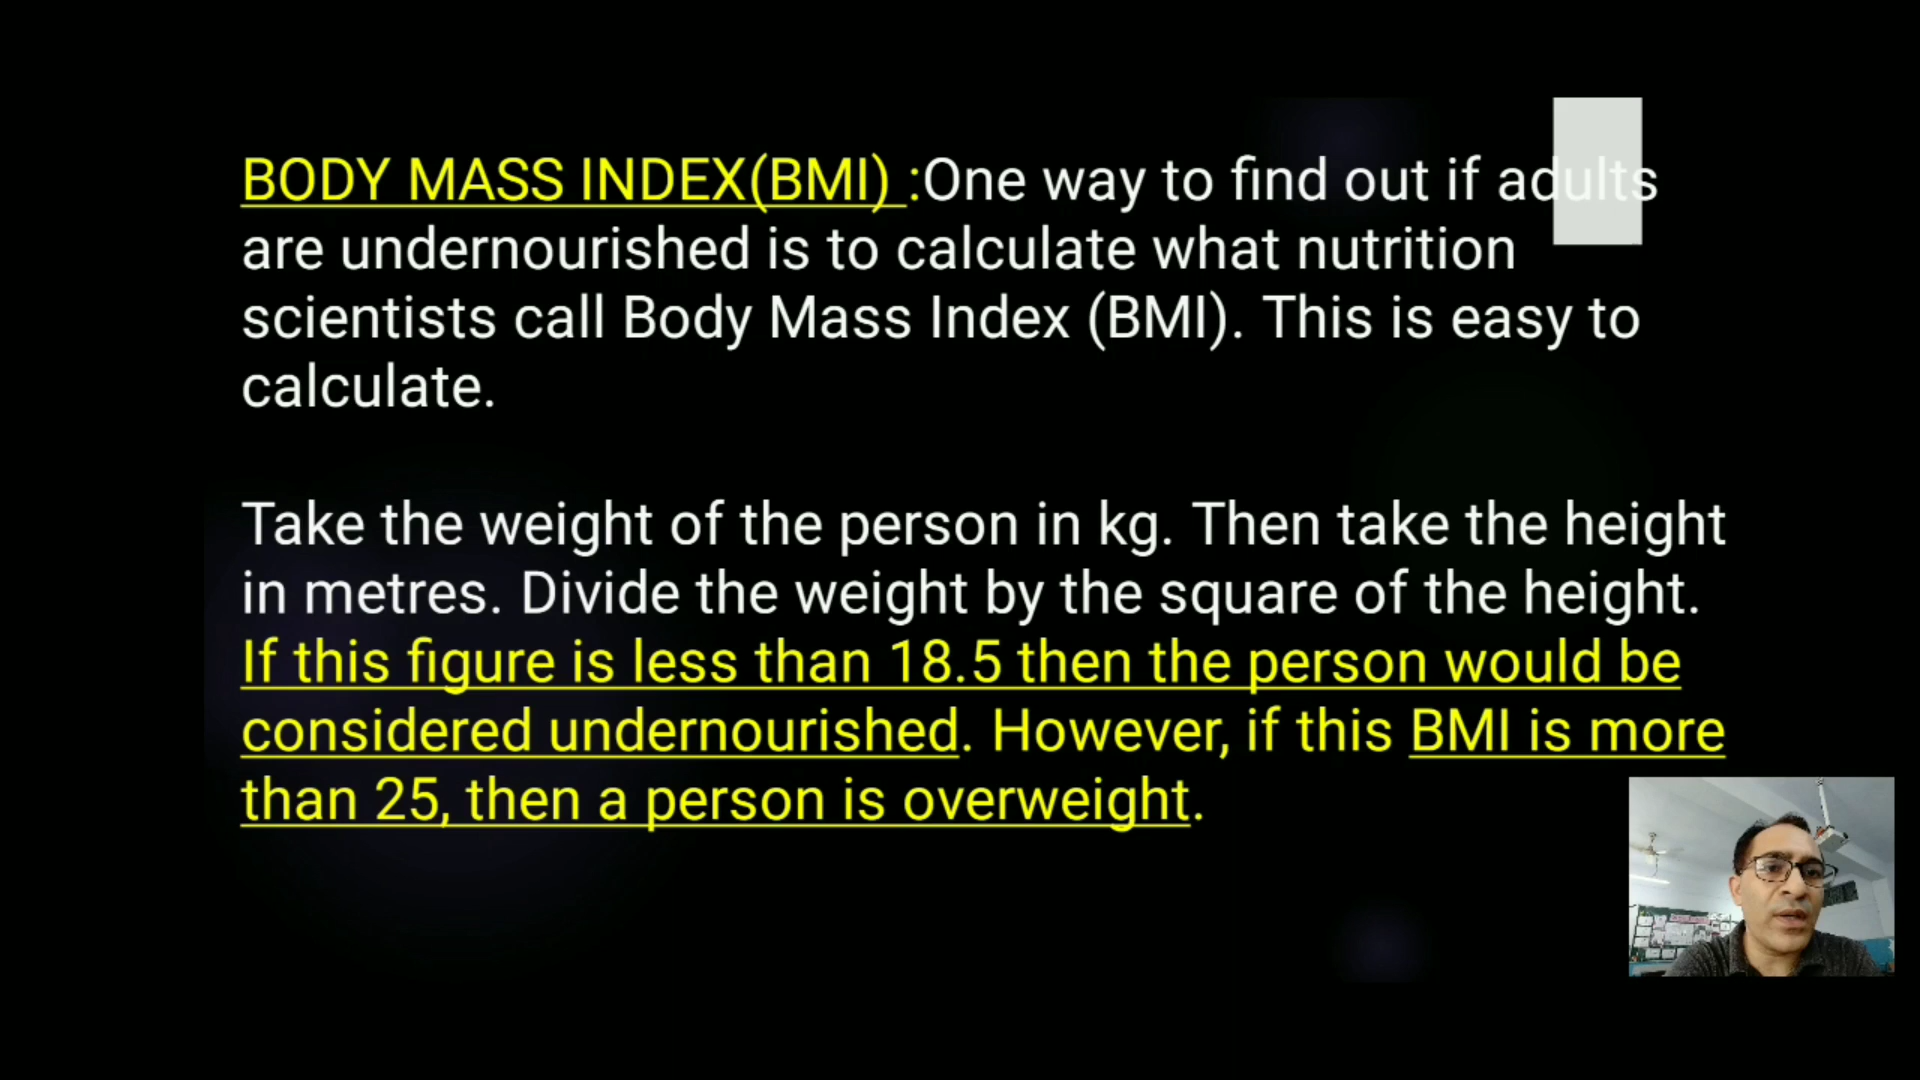 BODY MASS INDEX(BMI) :One way to find out if adults
are undernourished is to calculate what nutrition
scientists call Body Mass Index (BMI). This is easy to
calculate.
Take the weight of the person in kg. Then take the height
in metres. Divide the weight by the square of the height.
If this figure is less than 18.5 then the person would be
considered undernourished. However, if this BMI is more
than 25, then a person is overweight.